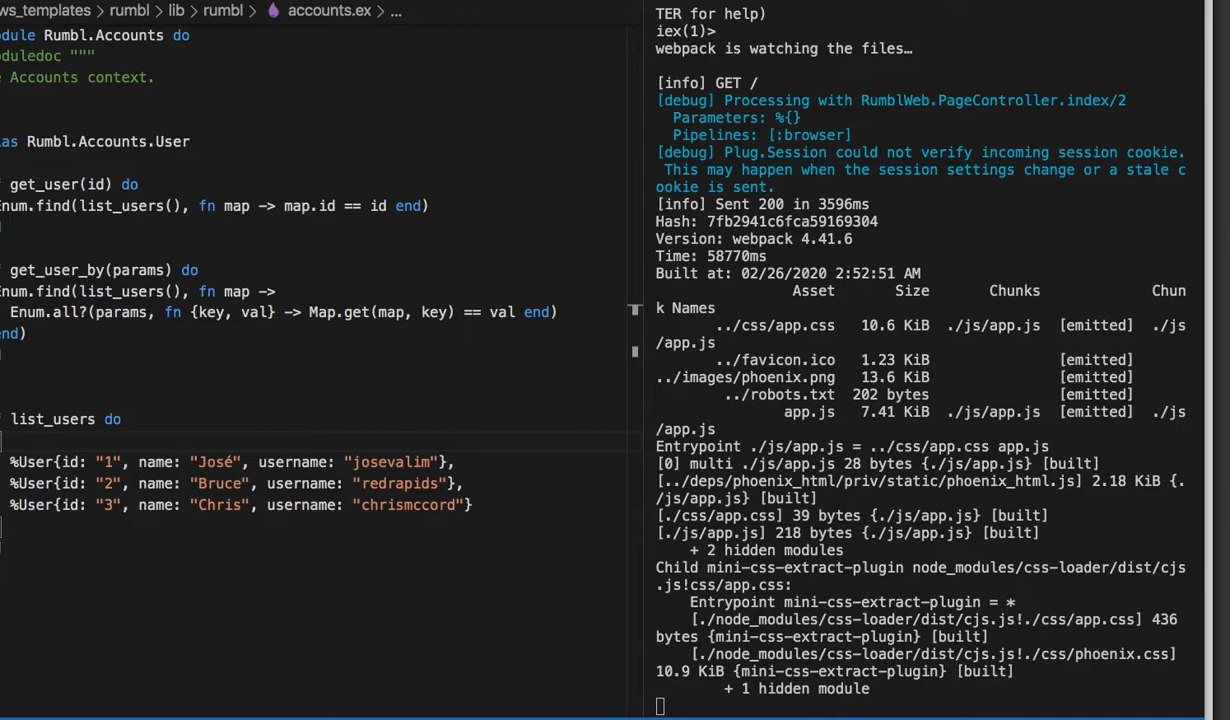 ws_templates > rumbl > lib > rumbl > accounts.ex > ...
odule Rumbl.Accounts do
oduledoc """
e Accounts context.
ias Rumbl.Accounts.User
f get_user(id) do
Enum.find(list_users(), fn map -> map.id == id end)
f get_user_by(params) do
Enum.find(list_users(), fn map ->
Enum.all?(params, fn {key, val} -> Map.get(map, key) == val end)
end)
f list_users do
%User{id: "1", name: "José", username: "josevalim"},
%User{id: "2", name: "Bruce", username: "redrapids"},
%User{id: "3", name: "Chris", username: "chrismccord"}
TER for help)
iex(1)>
webpack is watching the files…
[info] GET /
[debug] Processing with RumblWeb.PageController.index/2
Parameters: %{}
Pipelines: [:browser]
[debug] Plug.Session could not verify incoming session cookie.
This may happen when the session settings change or a stale c
ookie is sent.
[info] Sent 200 in 3596ms
Hash: 7fb2941c6fca59169304
Version: webpack 4.41.6
Time: 58770ms
Built at: 02/26/2020 2:52:51 AM
Asset Size Chunks Chun
k Names
../css/app.css 10.6 KiB ./js/app.js [emitted] ./js
/app.js
../favicon.ico 1.23 KiB [emitted]
../images/phoenix.png 13.6 KiB [emitted]
../robots.txt 202 bytes [emitted]
app.js 7.41 KiB ./js/app.js [emitted] ./js
/app.js
Entrypoint ./js/app.js = ../css/app.css app.js
[0] multi ./js/app.js 28 bytes {./js/app.js} [built]
[../deps/phoenix_html/priv/static/phoenix_html.js] 2.18 KiB {.
/js/app.js} [built]
[./css/app.css] 39 bytes {./js/app.js} [built]
[./js/app.js] 218 bytes {./js/app.js} [built]
+ 2 hidden modules
Child mini-css-extract-plugin node_modules/css-loader/dist/cjs
.js!css/app.css:
Entrypoint mini-css-extract-plugin = *
[./node_modules/css-loader/dist/cjs.js!./css/app.css] 436
bytes {mini-css-extract-plugin} [built]
[./node_modules/css-loader/dist/cjs.js!./css/phoenix.css]
10.9 KiB {mini-css-extract-plugin} [built]
+ 1 hidden module